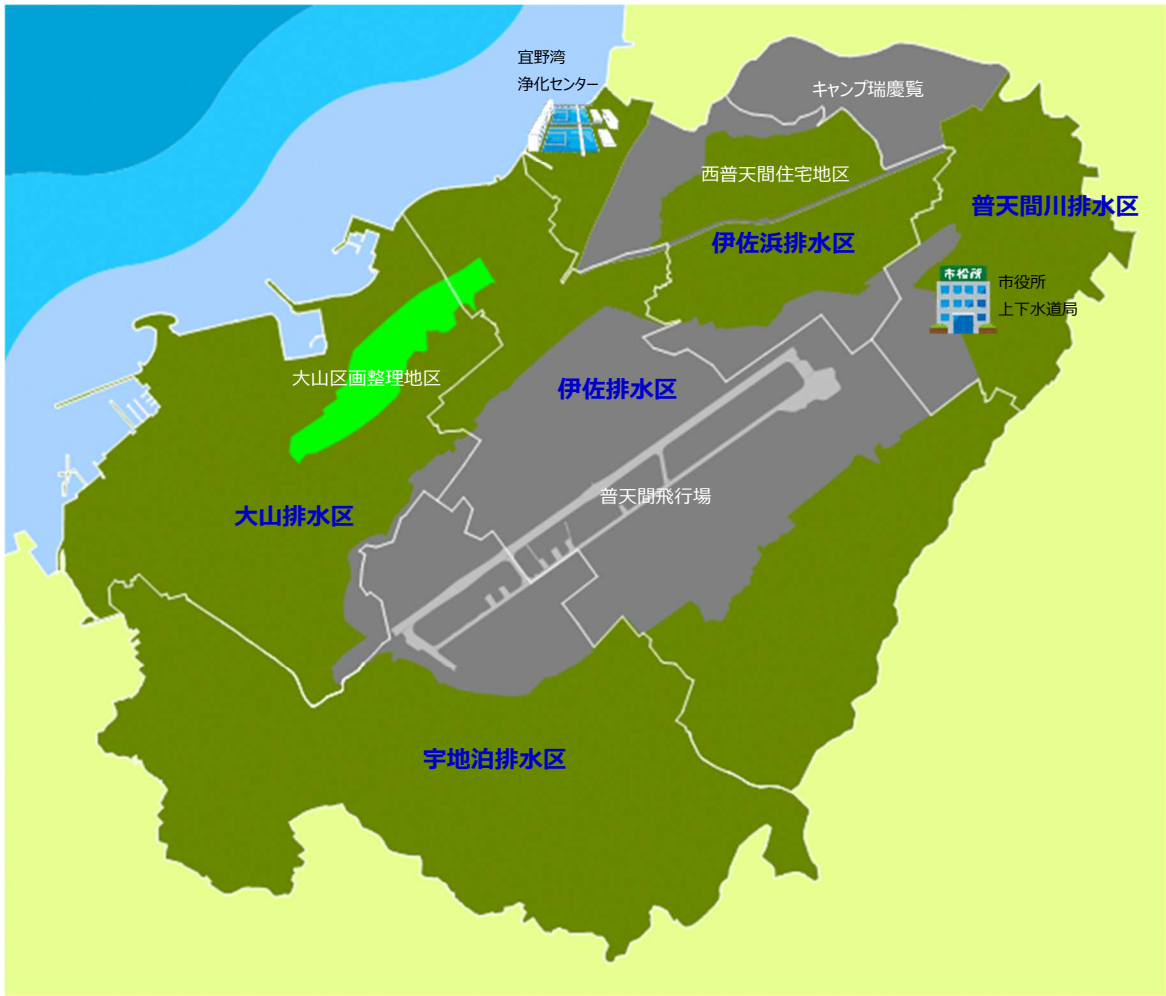 宜野湾
浄化センター
キャンプ瑞慶覧
西普天間住宅地区
普天間川排水区
伊佐浜排水区
市役所
市役所
上下水道局
大山区画整理地区
伊佐排水区
普天間飛行場
大山排水区
宇地泊排水区